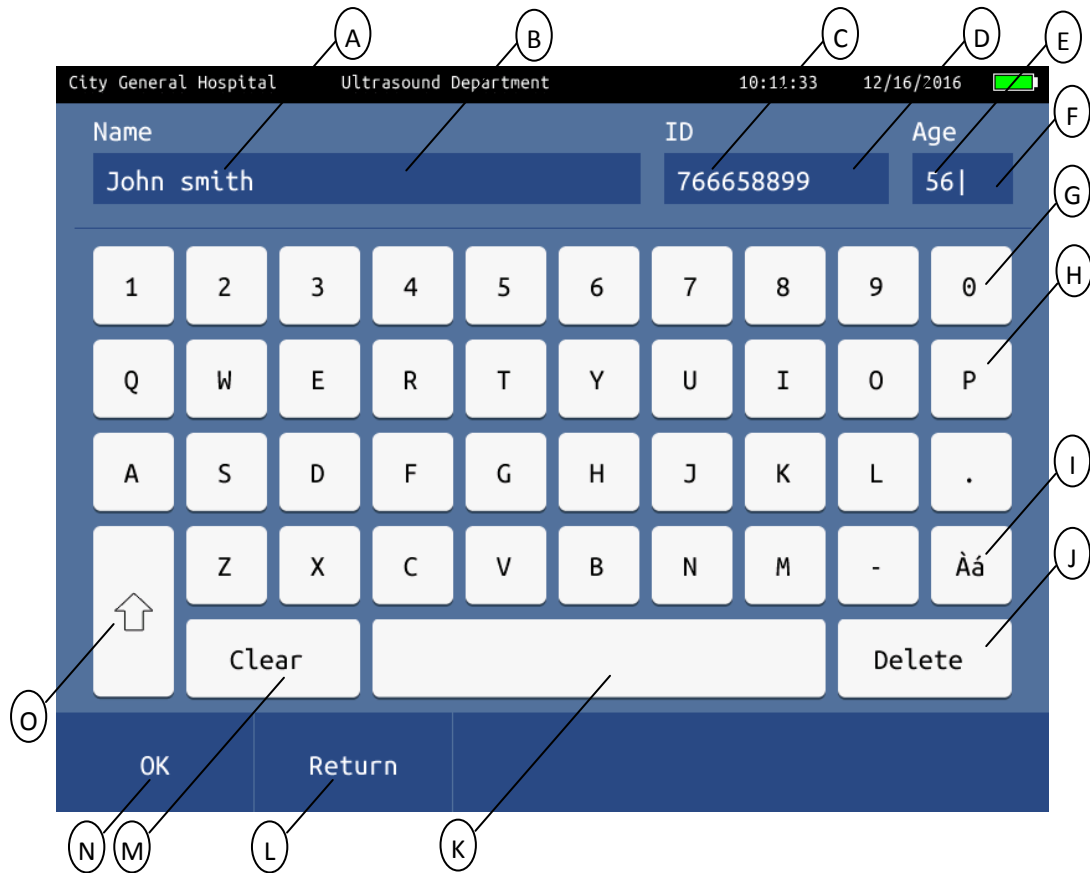 A B C D E
City General Hospital Ultrasound Department 10:11:33 12/16/2016
F
Name ID Age
John smith 766658899 56|
G
1 2 3 4 5 6 7 8 9 0
H
Q W E R T Y U I O P
A S D F G H J K L .
I
Z X C V B N M - Àá
J
Clear Delete
O
OK Return
N M L K